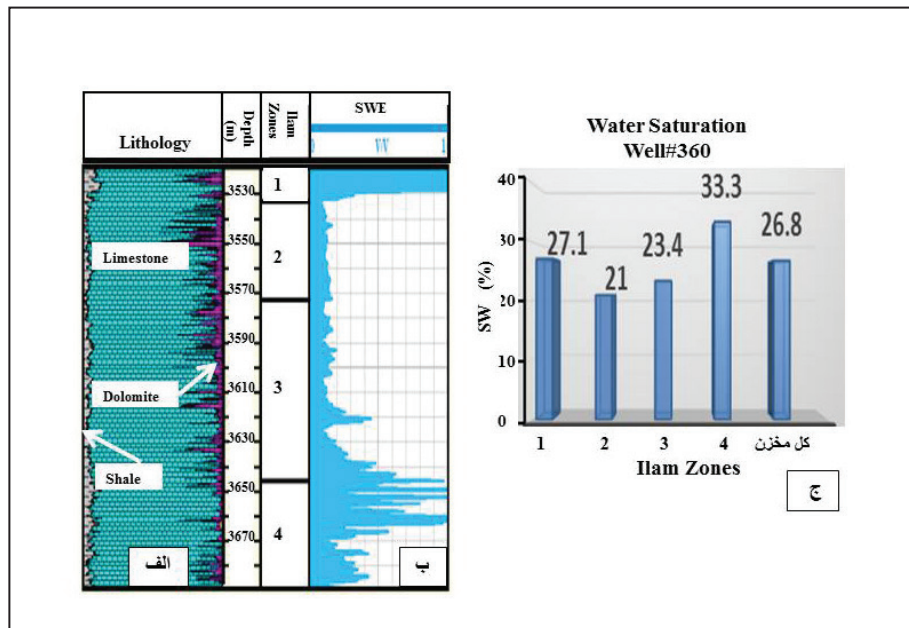 Lithology
Depth
(m)
Ilam
Zones
SWE
0 V/V 1
3530
3550
3570
3590
3610
3630
3650
3670
1
2
3
4
Limestone
Dolomite
Shale
الف
ب
Water Saturation
Well#360
SW (%)
40
30
20
10
0
27.1
21
23.4
33.3
26.8
1 2 3 4 کل مخزن
Ilam Zones
ج